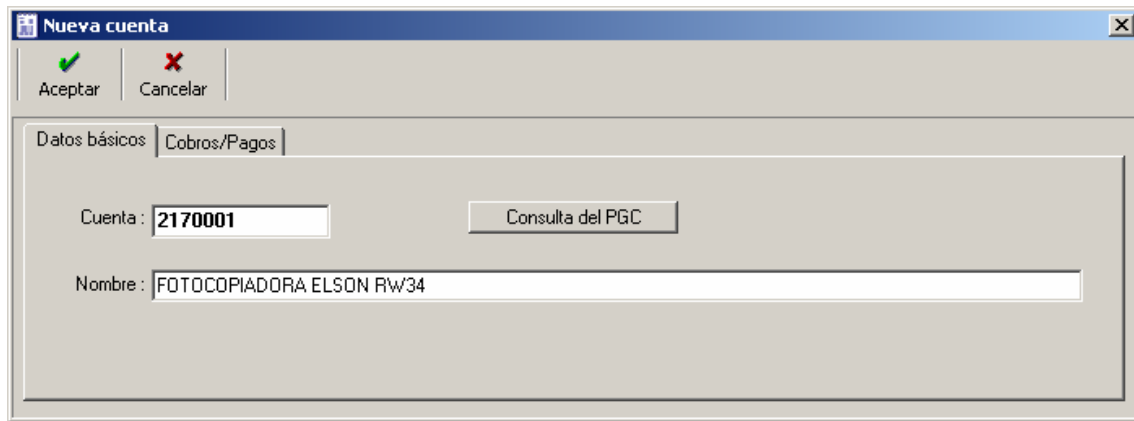 Nueva cuenta
Aceptar Cancelar
Datos básicos Cobros/Pagos
Cuenta : 2170001 Consulta del PGC
Nombre : FOTOCOPIADORA ELSON RW34